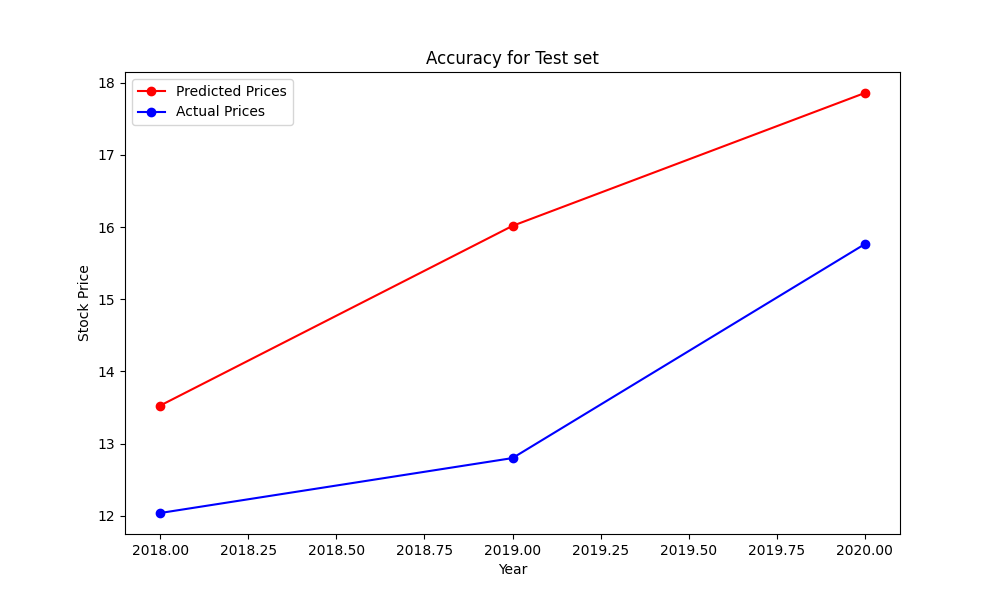 Accuracy for Test set
Predicted Prices
Actual Prices
18
17
16
15
14
13
12
Stock Price
2018.00 2018.25 2018.50 2018.75 2019.00 2019.25 2019.50 2019.75 2020.00
Year